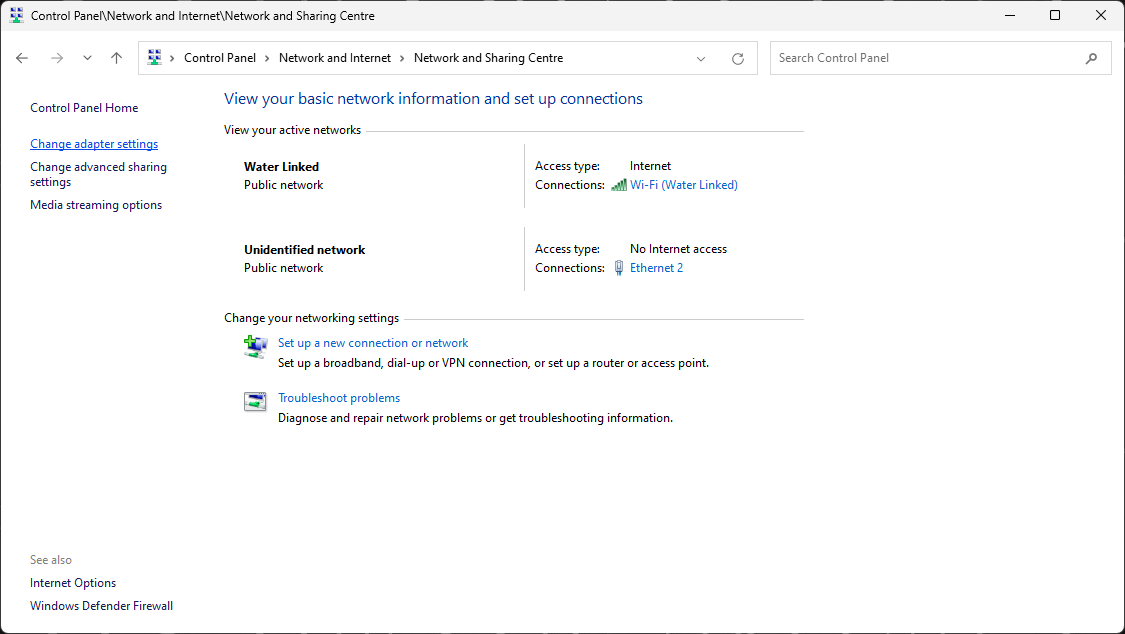 Control Panel\Network and Internet\Network and Sharing Centre
Control Panel > Network and Internet > Network and Sharing Centre
Search Control Panel
Control Panel Home
Change adapter settings
Change advanced sharing
settings
Media streaming options
View your basic network information and set up connections
View your active networks
Water Linked
Public network
Access type: Internet
Connections: Wi-Fi (Water Linked)
Unidentified network
Public network
Access type: No Internet access
Connections: Ethernet 2
Change your networking settings
Set up a new connection or network
Set up a broadband, dial-up or VPN connection, or set up a router or access point.
Troubleshoot problems
Diagnose and repair network problems or get troubleshooting information.
See also
Internet Options
Windows Defender Firewall